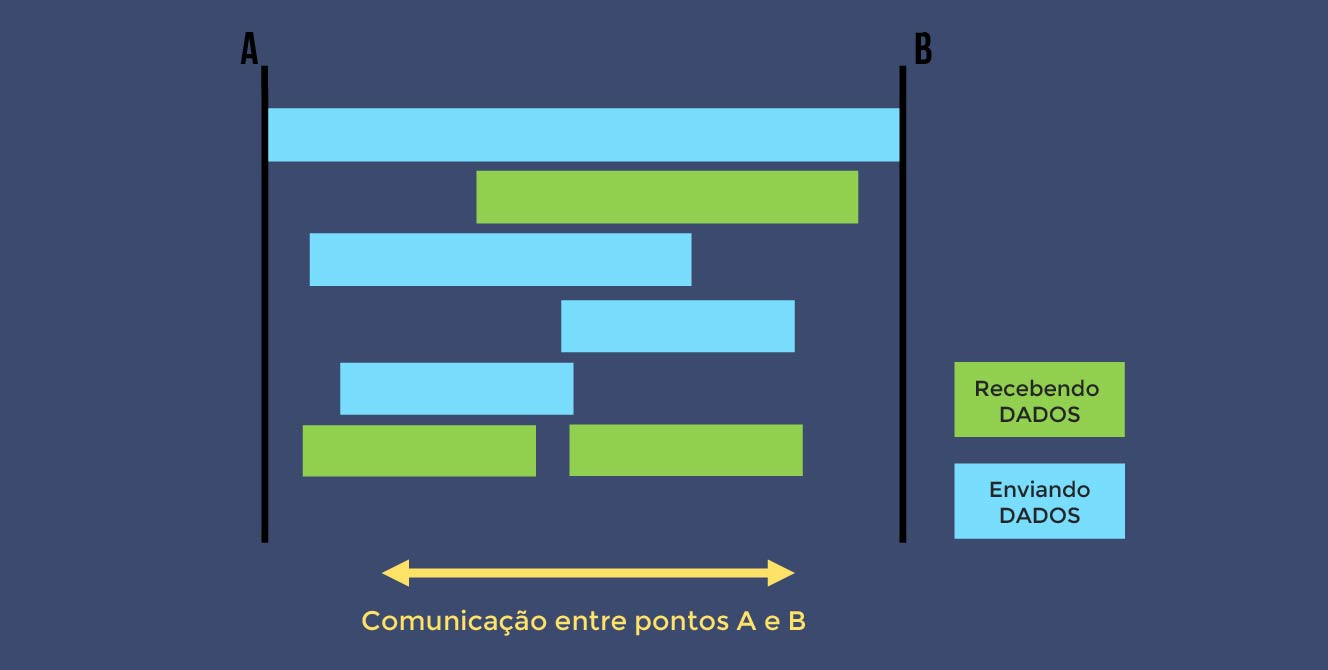 A
B
Recebendo
DADOS
Enviando
DADOS
Comunicação entre pontos A e B